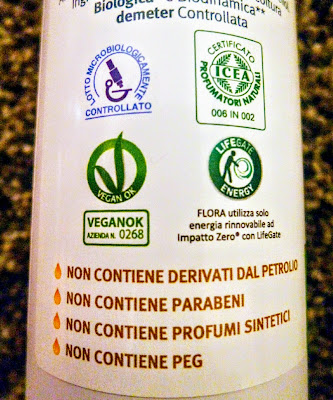 Biologica* e Biodinamica**
demeter Controllata
LOTTO MICROBIOLOGICAMENTE
CONTROLLATO
CERTIFICATO
ICEA
PROFUMATORI NATURALI
006 IN 002
VEGAN OK
VEGANOK
AZIENDA N. 0268
LIFEGATE
ENERGY
FLORA utilizza solo
energia rinnovabile ad
Impatto Zero® con LifeGate
NON CONTIENE DERIVATI DAL PETROLIO
NON CONTIENE PARABENI
NON CONTIENE PROFUMI SINTETICI
NON CONTIENE PEG